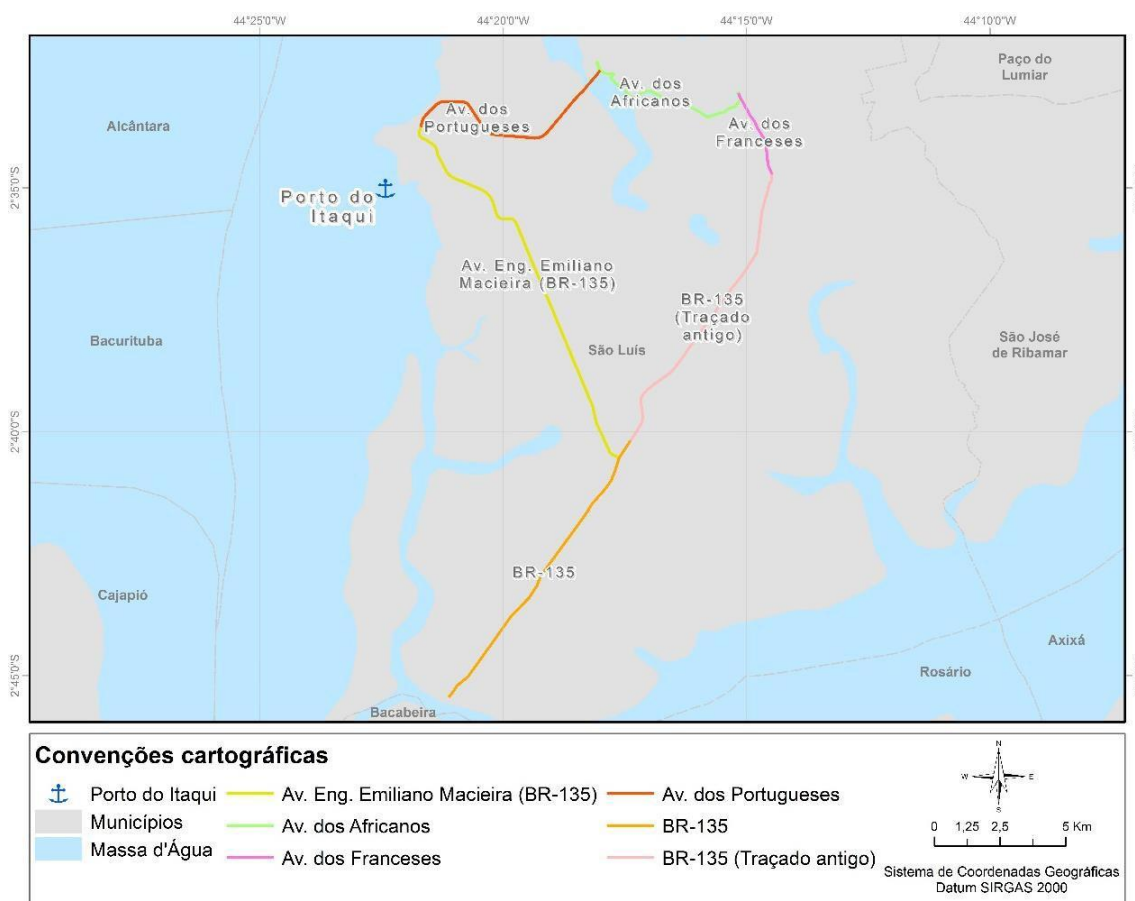 44°25'0"W
44°20'0"W
44°15'0"W
44°10'0"W
Paço do
Lumiar
Av. dos
Africanos
Av. dos
Portugueses
Alcântara
Av. dos
Franceses
2°35'0"S
Porto do
Itaqui
Av. Eng. Emiliano
Macieira (BR-135)
BR-135
(Traçado
antigo)
Bacurituba
São Luís
São José
de Ribamar
2°40'0"S
BR-135
Cajapió
Axixá
Rosário
2°45'0"S
Bacabeira
Convenções cartográficas
Porto do Itaqui
Municípios
Massa d'Água
Av. Eng. Emiliano Macieira (BR-135)
Av. dos Africanos
Av. dos Franceses
Av. dos Portugueses
BR-135
BR-135 (Traçado antigo)
N
W
E
S
0 1,25 2,5 5 Km
Sistema de Coordenadas Geográficas
Datum SIRGAS 2000